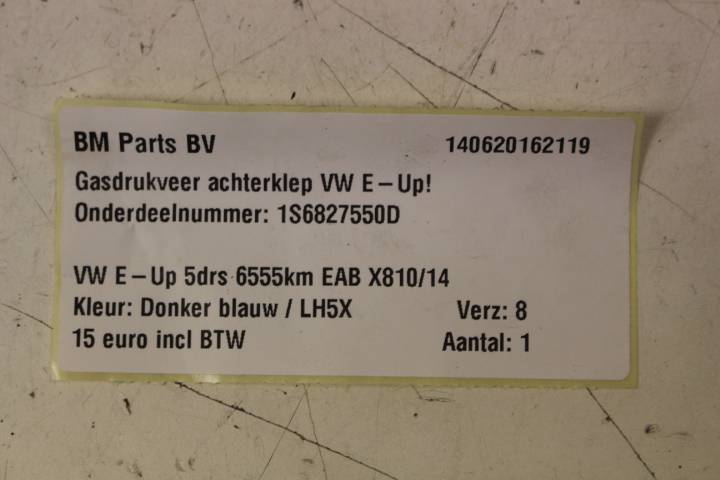 BM Parts BV 140620162119
Gasdrukveer achterklep VW E-Up!
Onderdeelnummer: 1S6827550D
VW E-Up 5drs 6555km EAB X810/14
Kleur: Donker blauw / LH5X Verz: 8
15 euro incl BTW Aantal: 1